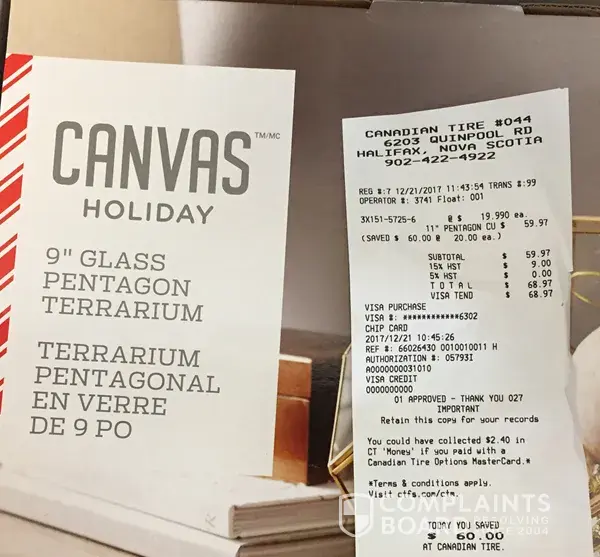 CANVAS TM/MC
HOLIDAY
9" GLASS
PENTAGON
TERRARIUM
TERRARIUM
PENTAGONAL
EN VERRE
DE 9 PO
CANADIAN TIRE #044
6203 QUINPOOL RD
HALIFAX, NOVA SCOTIA
902-422-4922
REG #:7 12/21/2017 11:43:54 TRANS #:99
OPERATOR #: 3741 Float: 001
3X151-5725-6 @ $ 19.990 ea.
11" PENTAGON CU $ 59.97
(SAVED $ 60.00 @ 20.00 ea.)
SUBTOTAL $ 59.97
15% HST $ 9.00
5% HST $ 0.00
TOTAL $ 68.97
VISA TEND $ 68.97
VISA PURCHASE
VISA #: ************6302
CHIP CARD
2017/12/21 10:45:26
REF #: 66026430 0010010011 H
AUTHORIZATION #: 05793I
A0000000031010
VISA CREDIT
0000000000
01 APPROVED - THANK YOU 027
IMPORTANT
Retain this copy for your records
You could have collected $2.40 in
CT 'Money' if you paid with a
Canadian Tire Options MasterCard.*
*Terms & conditions apply.
Visit ctfs.com/ctm.
TODAY YOU SAVED
$ 60.00
AT CANADIAN TIRE.
COMPLAINTS
BOARD RESOLVING
SINCE 2004